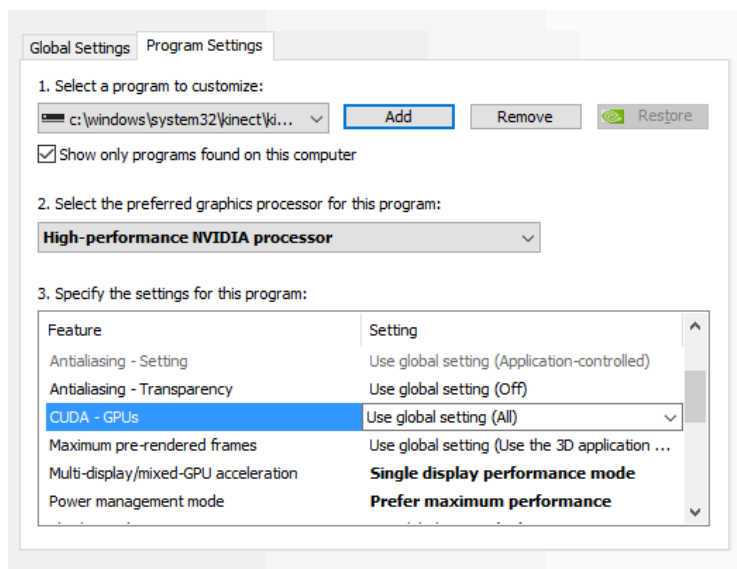 Global Settings Program Settings
1. Select a program to customize:
c:\windows\system32\kinect\ki... Add Remove Restore
Show only programs found on this computer
2. Select the preferred graphics processor for this program:
High-performance NVIDIA processor
3. Specify the settings for this program:
Feature Setting
Antialiasing - Setting Use global setting (Application-controlled)
Antialiasing - Transparency Use global setting (Off)
CUDA - GPUs Use global setting (All)
Maximum pre-rendered frames Use global setting (Use the 3D application ...
Multi-display/mixed-GPU acceleration Single display performance mode
Power management mode Prefer maximum performance